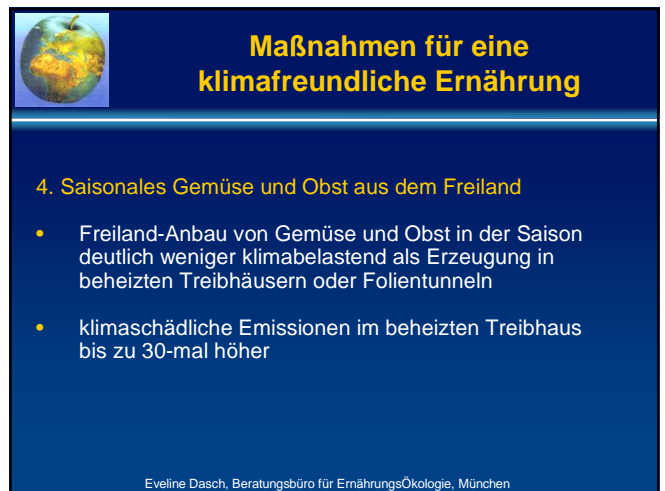 Maßnahmen für eine
klimafreundliche Ernährung
4. Saisonales Gemüse und Obst aus dem Freiland
• Freiland-Anbau von Gemüse und Obst in der Saison
deutlich weniger klimabelastend als Erzeugung in
beheizten Treibhäusern oder Folientunneln
• klimaschädliche Emissionen im beheizten Treibhaus
bis zu 30-mal höher
Eveline Dasch, Beratungsbüro für ErnährungsÖkologie, München